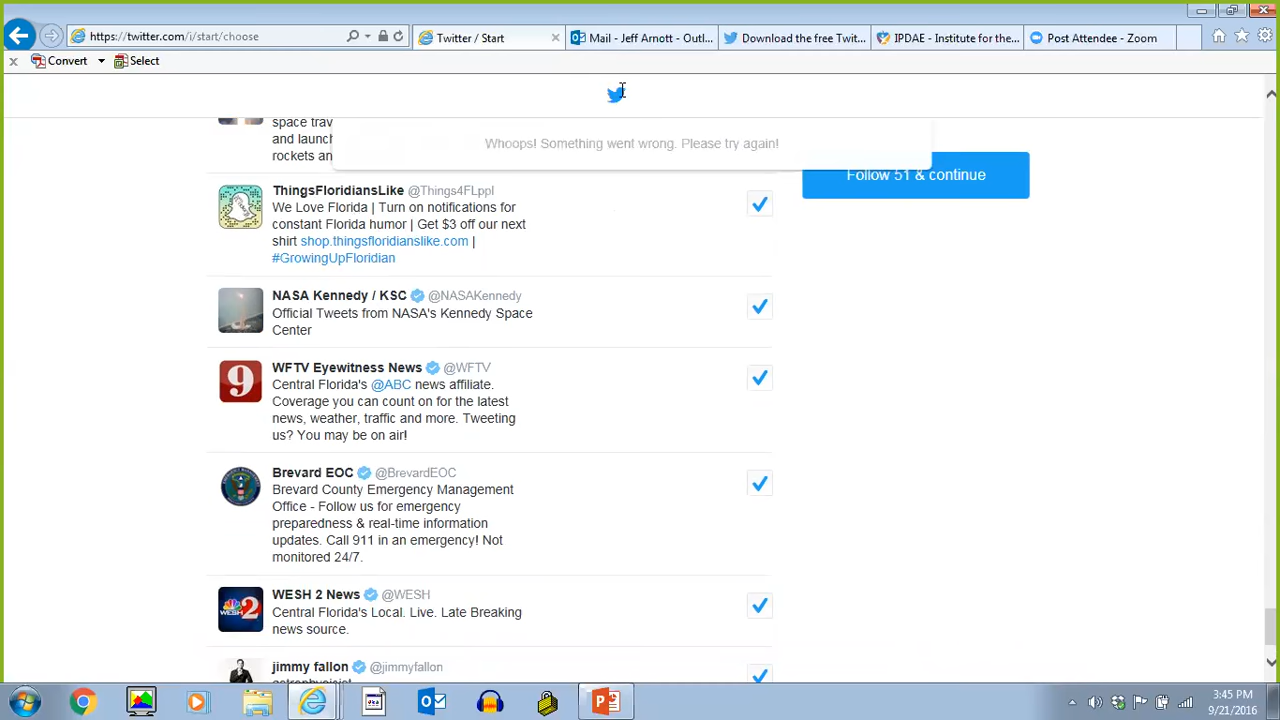 https://twitter.com/i/start/choose
Twitter / Start
Mail - Jeff Arnott - Outl...
Download the free Twit...
IPDAE - Institute for the...
Post Attendee - Zoom
x Convert Select
space trav
and launch
rockets an
Whoops! Something went wrong. Please try again!
Follow 51 & continue
ThingsFloridiansLike @Things4FLppl
We Love Florida | Turn on notifications for
constant Florida humor | Get $3 off our next
shirt shop.thingsfloridianslike.com |
#GrowingUpFloridian
NASA Kennedy / KSC @NASAKennedy
Official Tweets from NASA's Kennedy Space
Center
9
WFTV Eyewitness News @WFTV
Central Florida's @ABC news affiliate.
Coverage you can count on for the latest
news, weather, traffic and more. Tweeting
us? You may be on air!
Brevard EOC @BrevardEOC
Brevard County Emergency Management
Office - Follow us for emergency
preparedness & real-time information
updates. Call 911 in an emergency! Not
monitored 24/7.
2
WESH 2 News @WESH
Central Florida's Local. Live. Late Breaking
news source.
jimmy fallon @jimmyfallon
astrophysicist
3:45 PM
9/21/2016